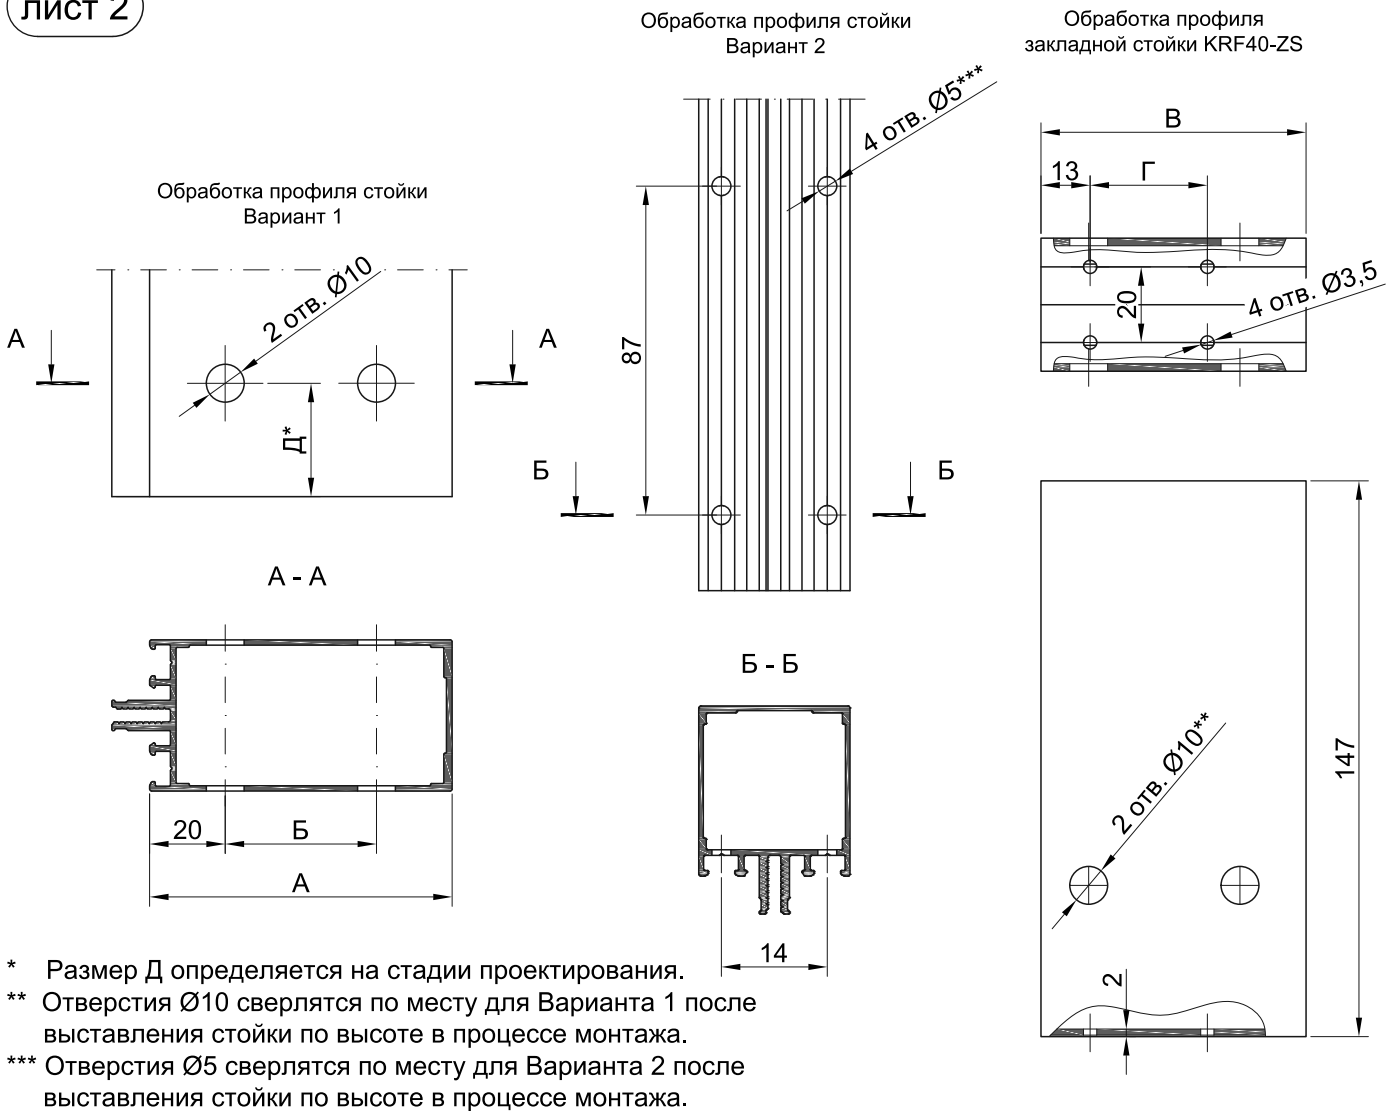 лист 2
Обработка профиля стойки
Вариант 1
2 отв. Ø10
А
А
Д*
А - А
20
Б
А
Обработка профиля стойки
Вариант 2
4 отв. Ø5***
87
Б
Б
Б - Б
14
Обработка профиля
закладной стойки KRF40-ZS
В
13
Г
20
4 отв. Ø3,5
147
2 отв. Ø10**
2
* Размер Д определяется на стадии проектирования.
** Отверстия Ø10 сверлятся по месту для Варианта 1 после
выставления стойки по высоте в процессе монтажа.
*** Отверстия Ø5 сверлятся по месту для Варианта 2 после
выставления стойки по высоте в процессе монтажа.